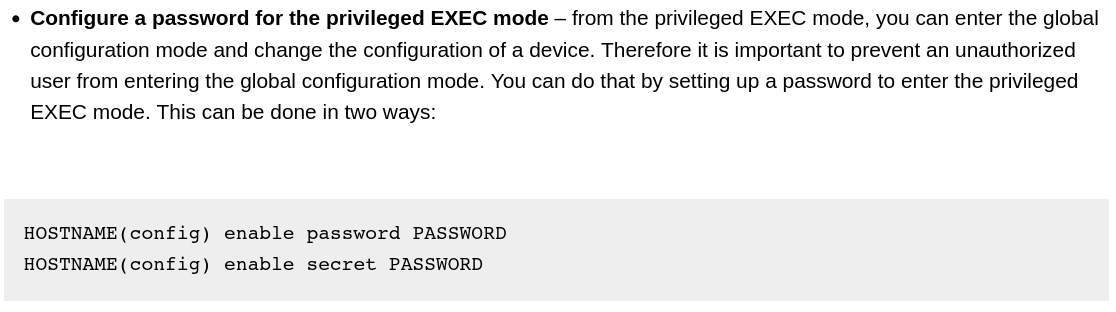 • Configure a password for the privileged EXEC mode – from the privileged EXEC mode, you can enter the global
configuration mode and change the configuration of a device. Therefore it is important to prevent an unauthorized
user from entering the global configuration mode. You can do that by setting up a password to enter the privileged
EXEC mode. This can be done in two ways:
HOSTNAME(config) enable password PASSWORD
HOSTNAME(config) enable secret PASSWORD